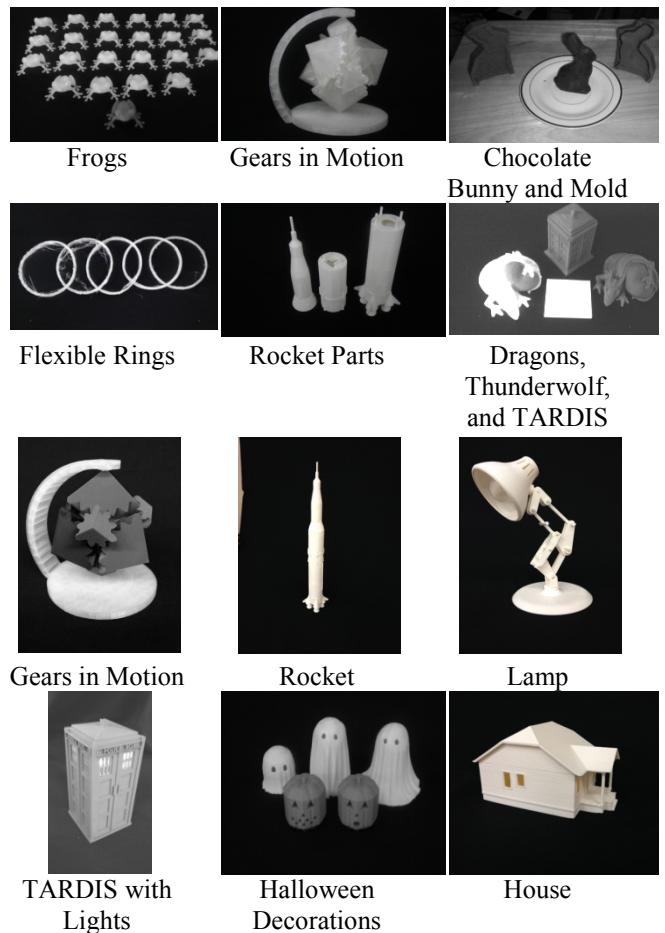 Frogs
Gears in Motion
Chocolate
Bunny and Mold
Flexible Rings
Rocket Parts
Dragons,
Thunderwolf,
and TARDIS
Gears in Motion
Rocket
Lamp
TARDIS with
Lights
Halloween
Decorations
House